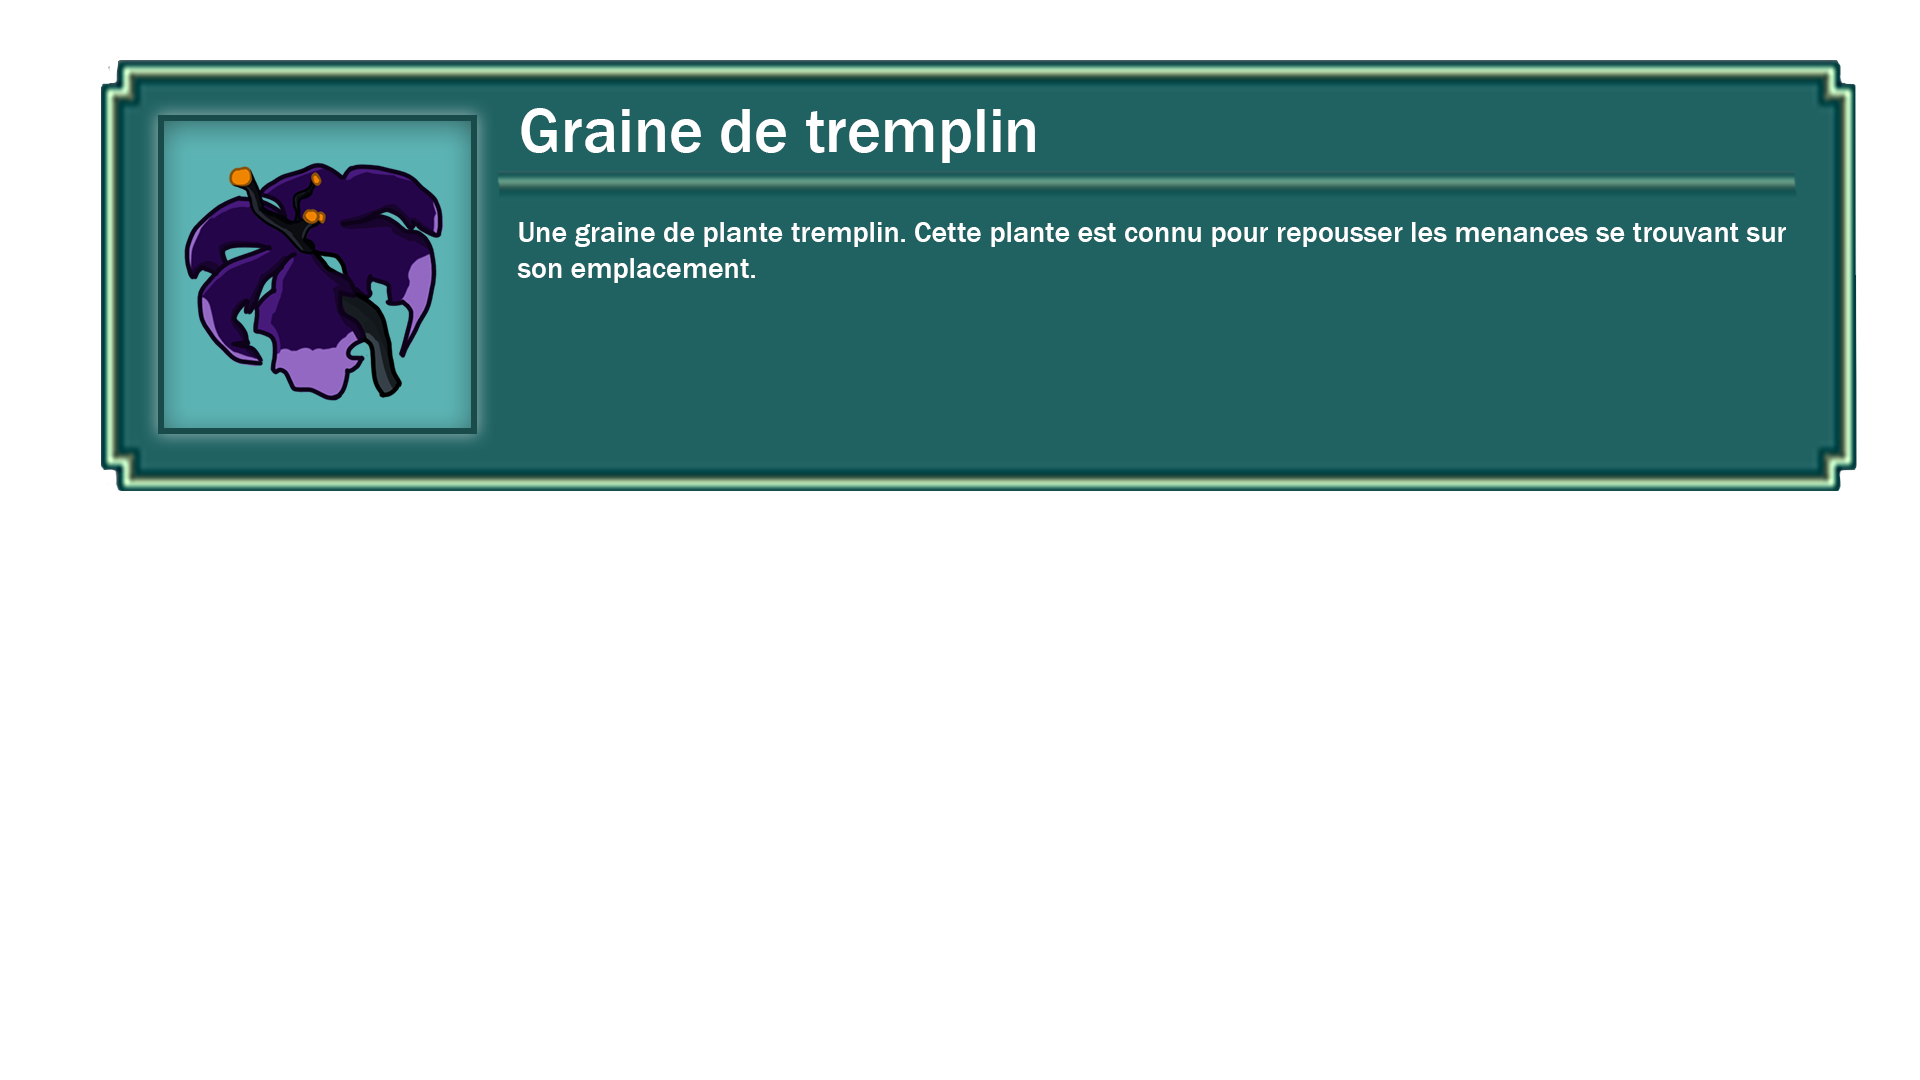 Graine de tremplin
Une graine de plante tremplin. Cette plante est connu pour repousser les menances se trouvant sur
son emplacement.